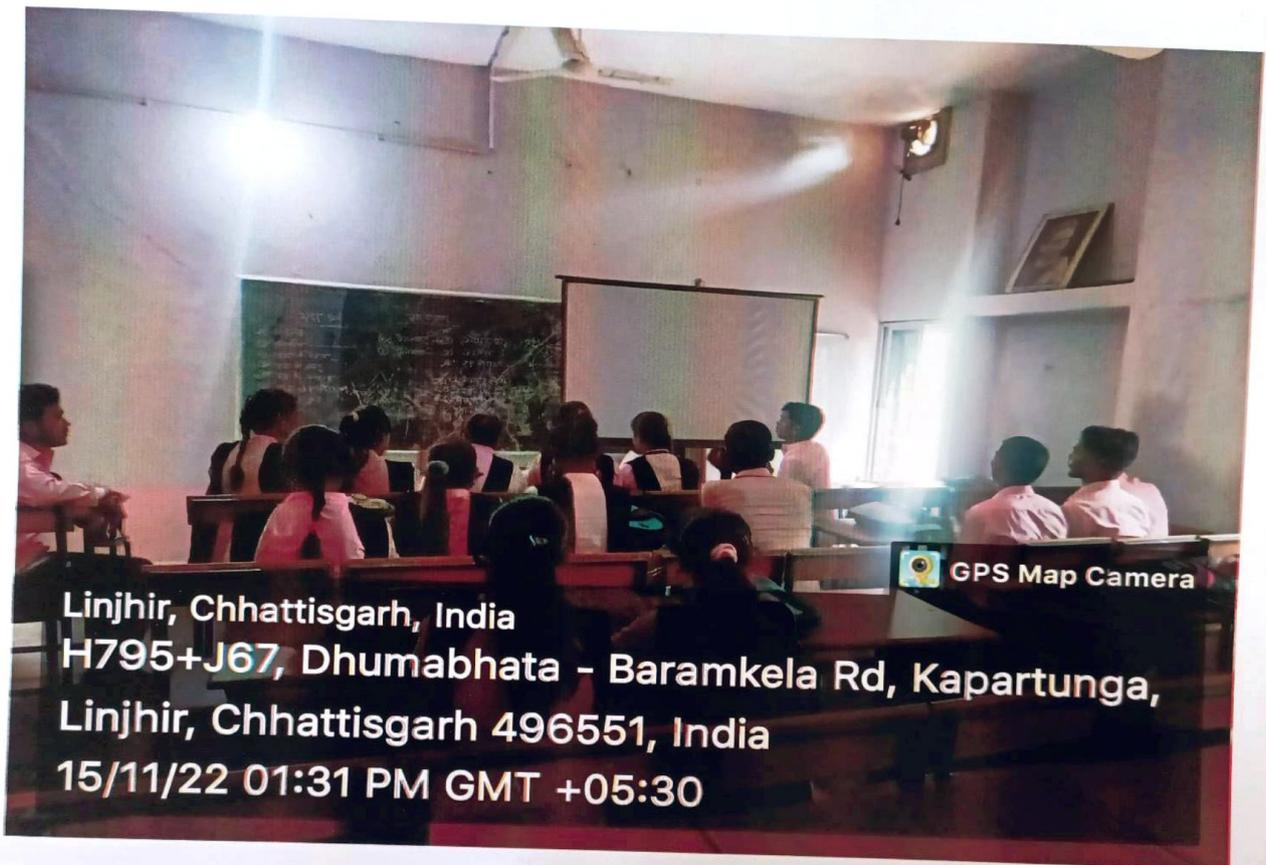 GPS Map Camera
Linjhir, Chhattisgarh, India
H795+J67, Dhumabhata - Baramkela Rd, Kapartunga,
Linjhir, Chhattisgarh 496551, India
15/11/22 01:31 PM GMT +05:30